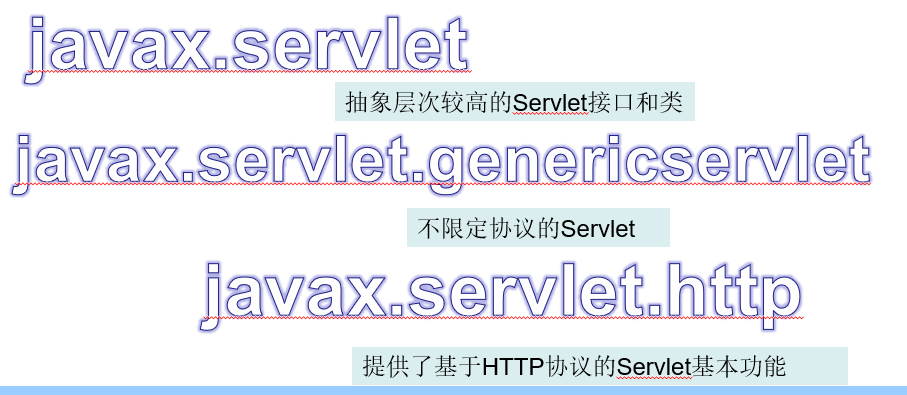 javax.servlet
抽象层次较高的Servlet接口和类
javax.servlet.genericservlet
不限定协议的Servlet
javax.servlet.http
提供了基于HTTP协议的Servlet基本功能